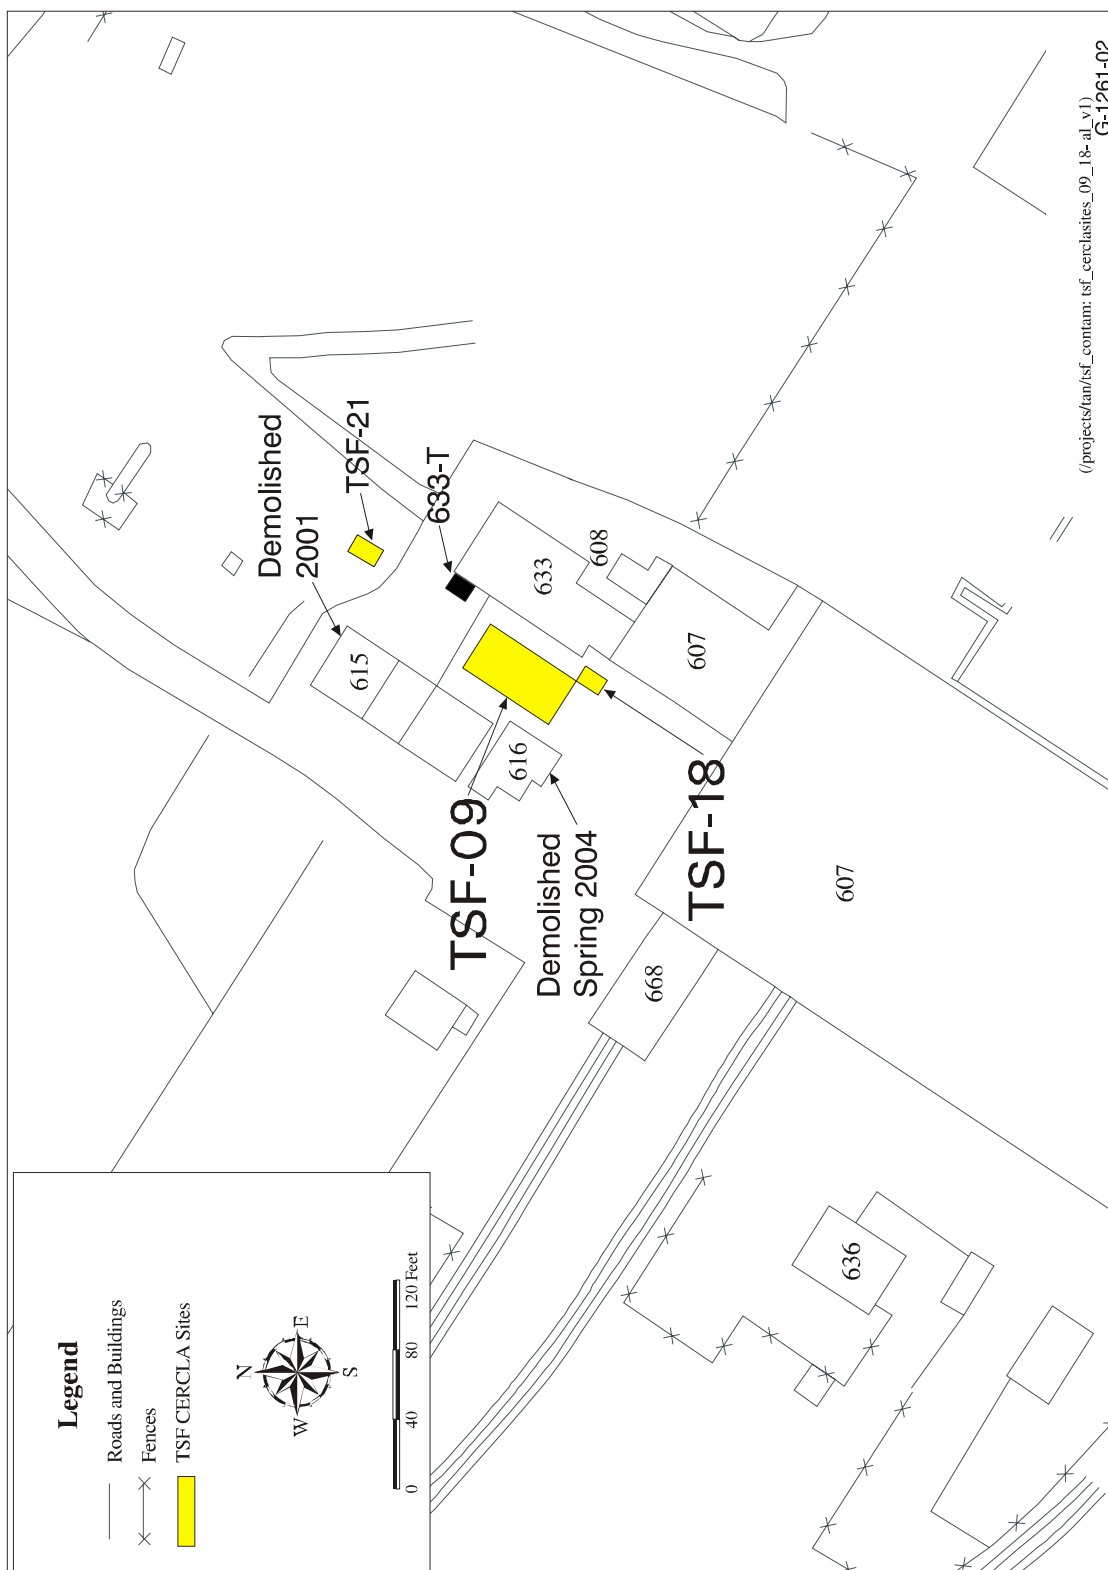 Legend
Roads and Buildings
Fences
TSF CERCLA Sites
N
W
E
S
0
40
80
120 Feet
Demolished
2001
TSF-21
633-T
615
633
608
607
616
TSF-09
TSF-18
Demolished
Spring 2004
668
607
636
(/projects/tan/tsf_contam: tsf_cerclasites_09_18- al_v1)
G-1261-02